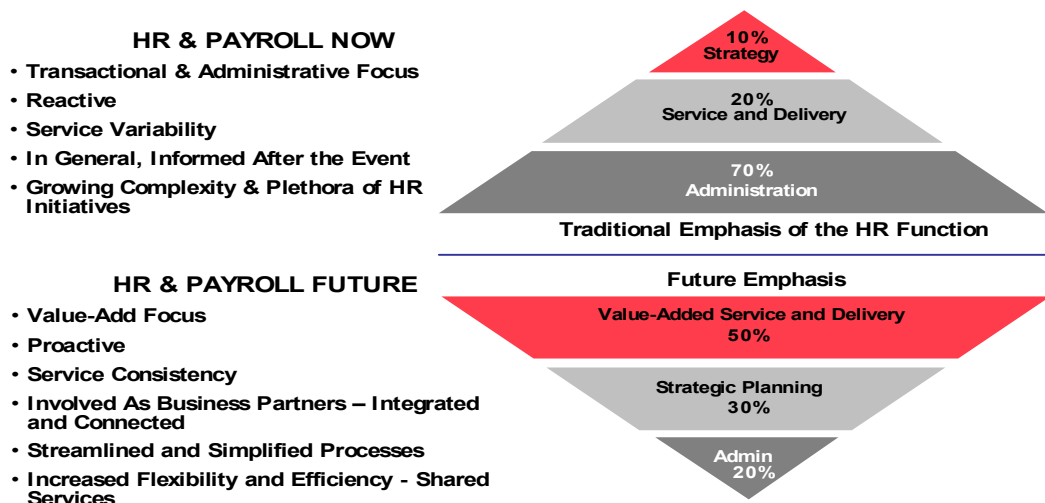 HR & PAYROLL NOW
• Transactional & Administrative Focus
• Reactive
• Service Variability
• In General, Informed After the Event
• Growing Complexity & Plethora of HR
Initiatives
10%
Strategy
20%
Service and Delivery
70%
Administration
Traditional Emphasis of the HR Function
HR & PAYROLL FUTURE
• Value-Add Focus
• Proactive
• Service Consistency
• Involved As Business Partners – Integrated
and Connected
• Streamlined and Simplified Processes
• Increased Flexibility and Efficiency - Shared
Services
Future Emphasis
Value-Added Service and Delivery
50%
Strategic Planning
30%
Admin
20%